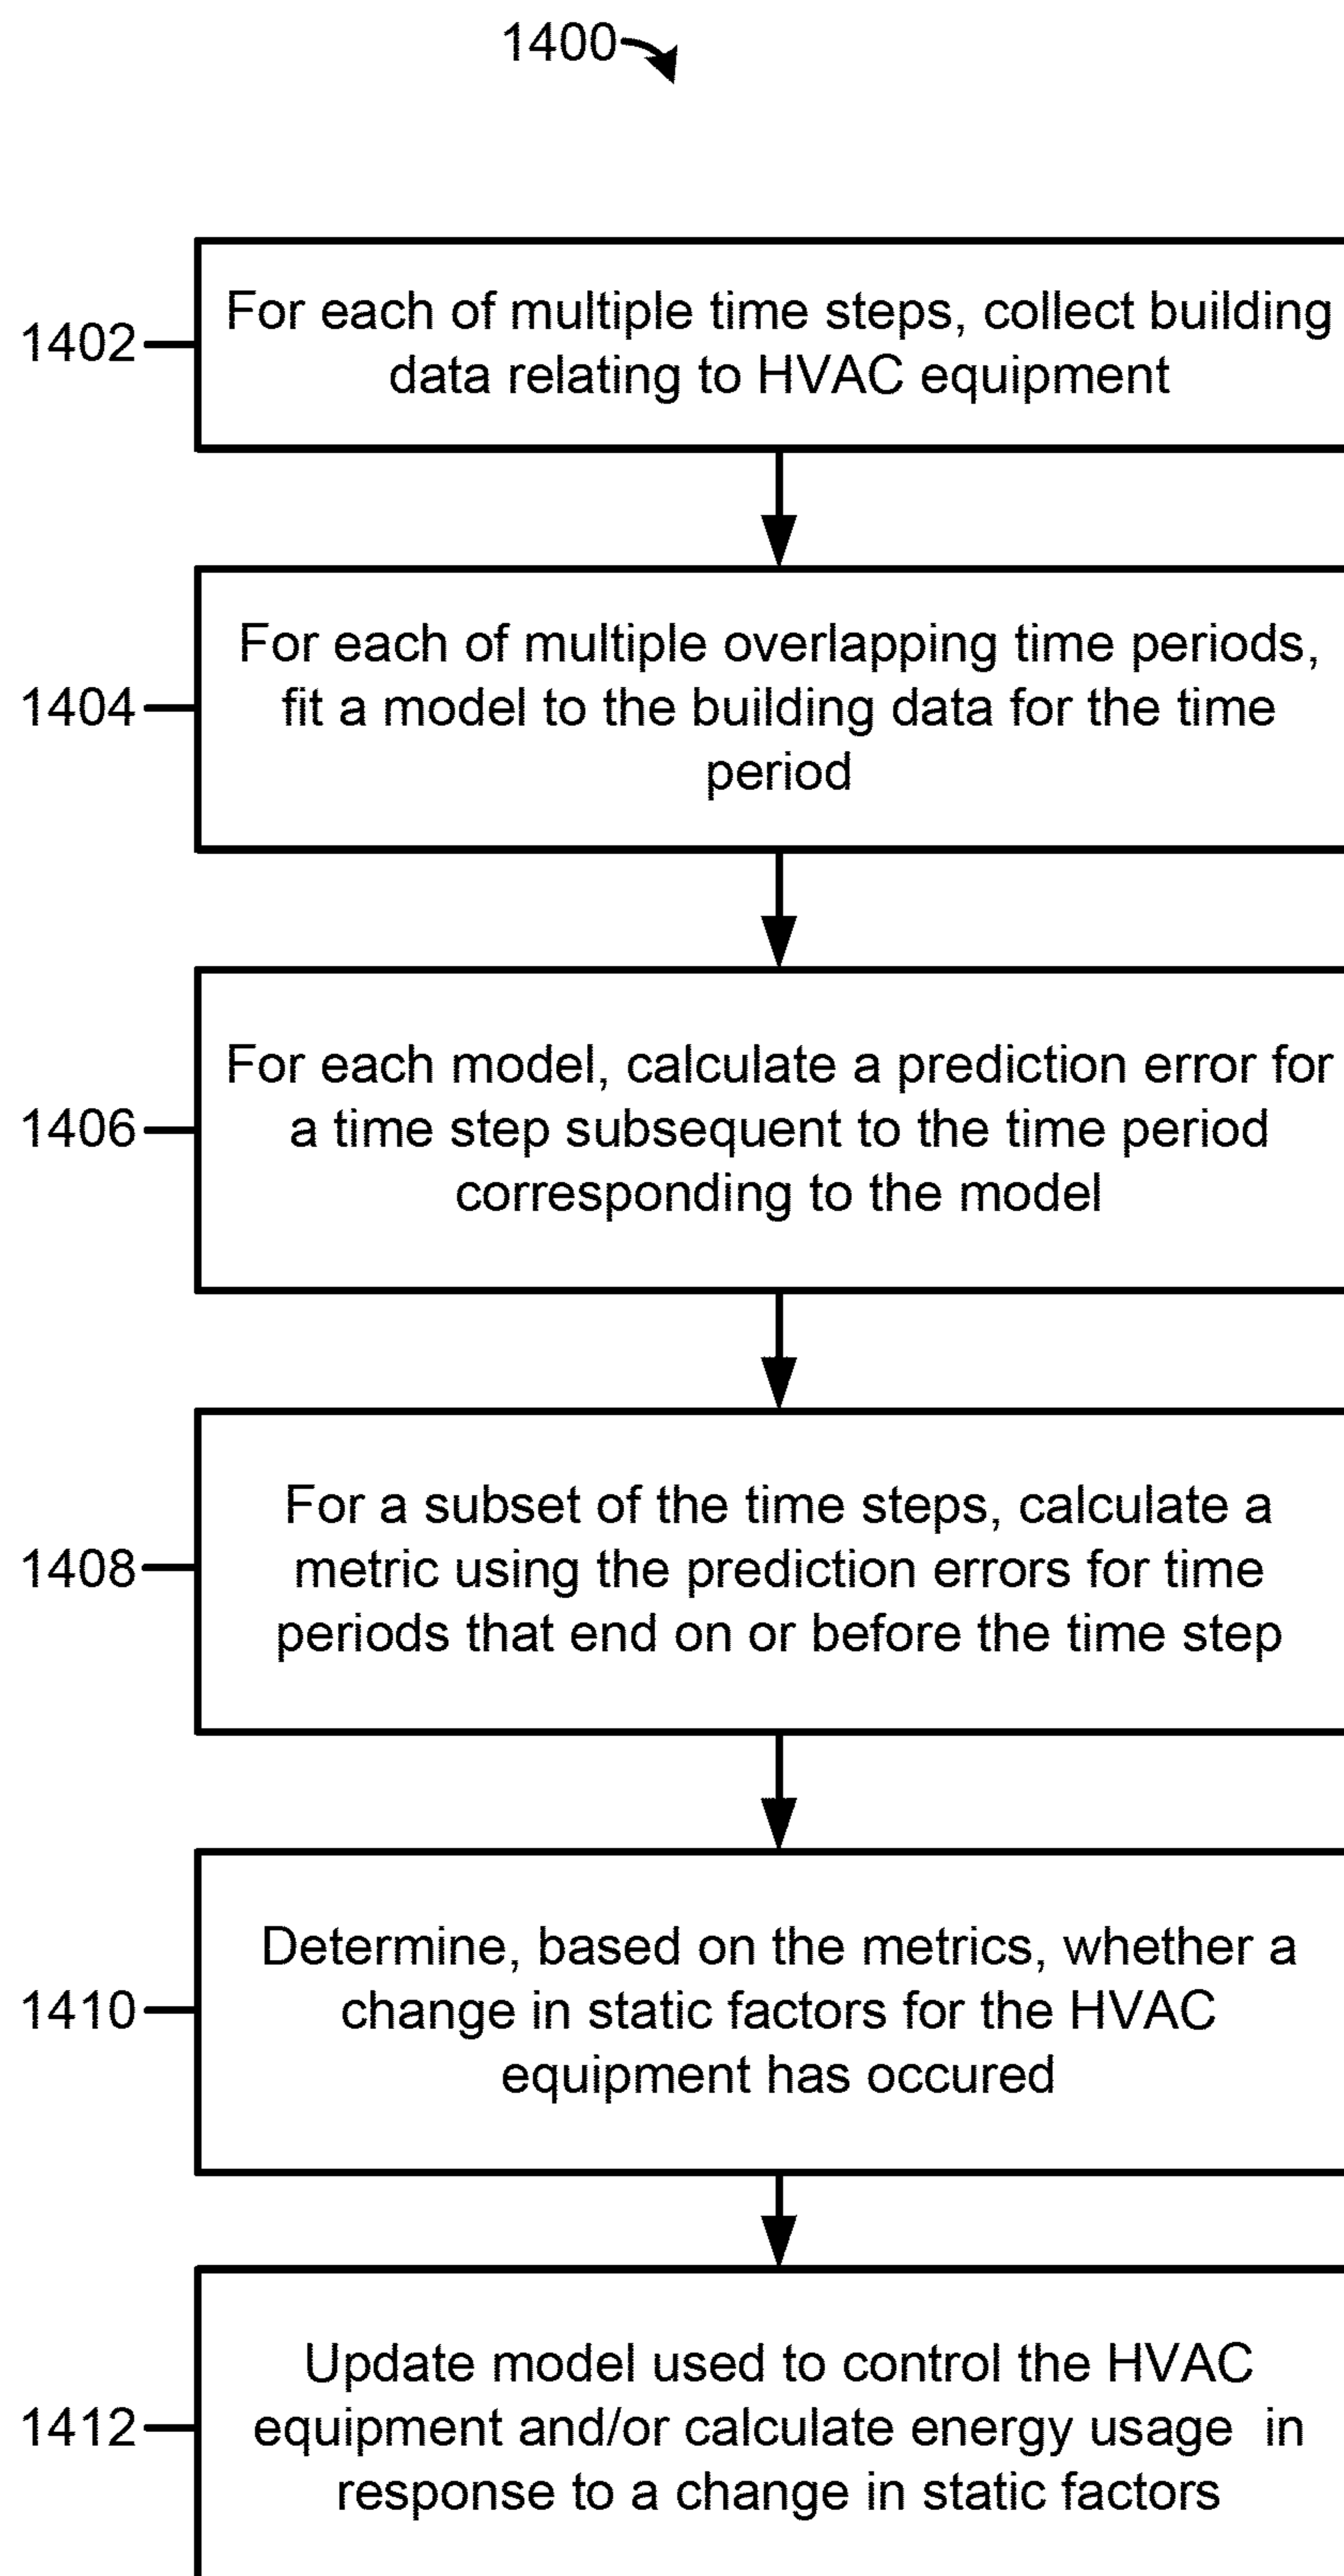 1400
1402
For each of multiple time steps, collect building
data relating to HVAC equipment
1404
For each of multiple overlapping time periods,
fit a model to the building data for the time
period
1406
For each model, calculate a prediction error for
a time step subsequent to the time period
corresponding to the model
1408
For a subset of the time steps, calculate a
metric using the prediction errors for time
periods that end on or before the time step
1410
Determine, based on the metrics, whether a
change in static factors for the HVAC
equipment has occured
1412
Update model used to control the HVAC
equipment and/or calculate energy usage  in
response to a change in static factors